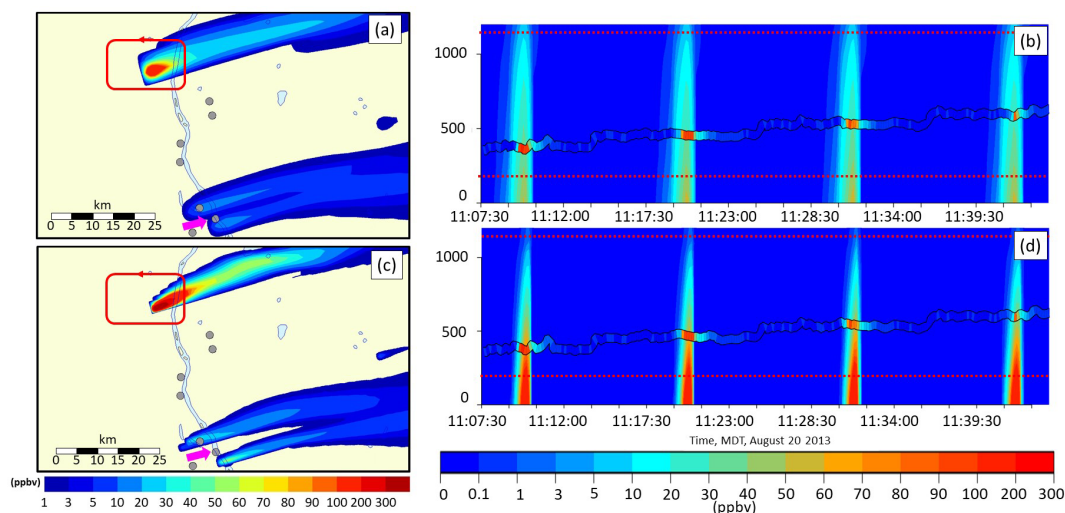 (a)
km
0 5 10 15 20 25
(b)
1000
500
0
11:07:30 11:12:00 11:17:30 11:23:00 11:28:30 11:34:00 11:39:30
(c)
km
0 5 10 15 20 25
(ppbv)
1 3 5 10 20 30 40 50 60 70 80 90 100 200 300
(d)
1000
500
0
11:07:30 11:12:00 11:17:30 11:23:00 11:28:30 11:34:00 11:39:30
Time, MDT, August 20 2013
0 0.1 1 3 5 10 20 30 40 50 60 70 80 90 100 200 300
(ppbv)